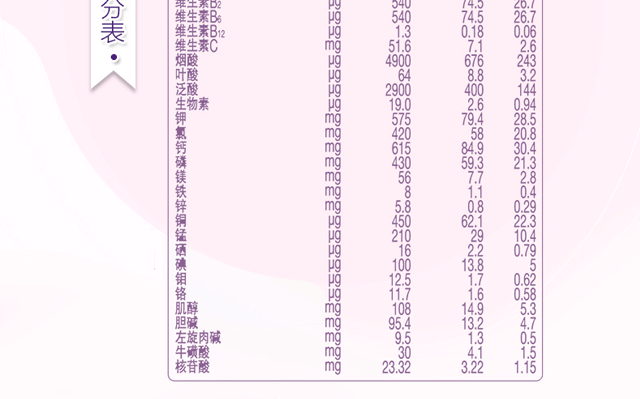 分表
维生素B₂ μg 540 74.5 26.7
维生素B₆ μg 540 74.5 26.7
维生素B₁₂ μg 1.3 0.18 0.06
维生素C mg 51.6 7.1 2.6
烟酸 μg 4900 676 243
叶酸 μg 64 8.8 3.2
泛酸 μg 2900 400 144
生物素 μg 19.0 2.6 0.94
钾 mg 575 79.4 28.5
氯 mg 420 58 20.8
钙 mg 615 84.9 30.4
磷 mg 430 59.3 21.3
镁 mg 56 7.7 2.8
铁 mg 8 1.1 0.4
锌 mg 5.8 0.8 0.29
铜 μg 450 62.1 22.3
锰 μg 210 29 10.4
硒 μg 16 2.2 0.79
碘 μg 100 13.8 5
钼 μg 12.5 1.7 0.62
铬 μg 11.7 1.6 0.58
肌醇 mg 108 14.9 5.3
胆碱 mg 95.4 13.2 4.7
左旋肉碱 mg 9.5 1.3 0.5
牛磺酸 mg 30 4.1 1.5
核苷酸 mg 23.32 3.22 1.15